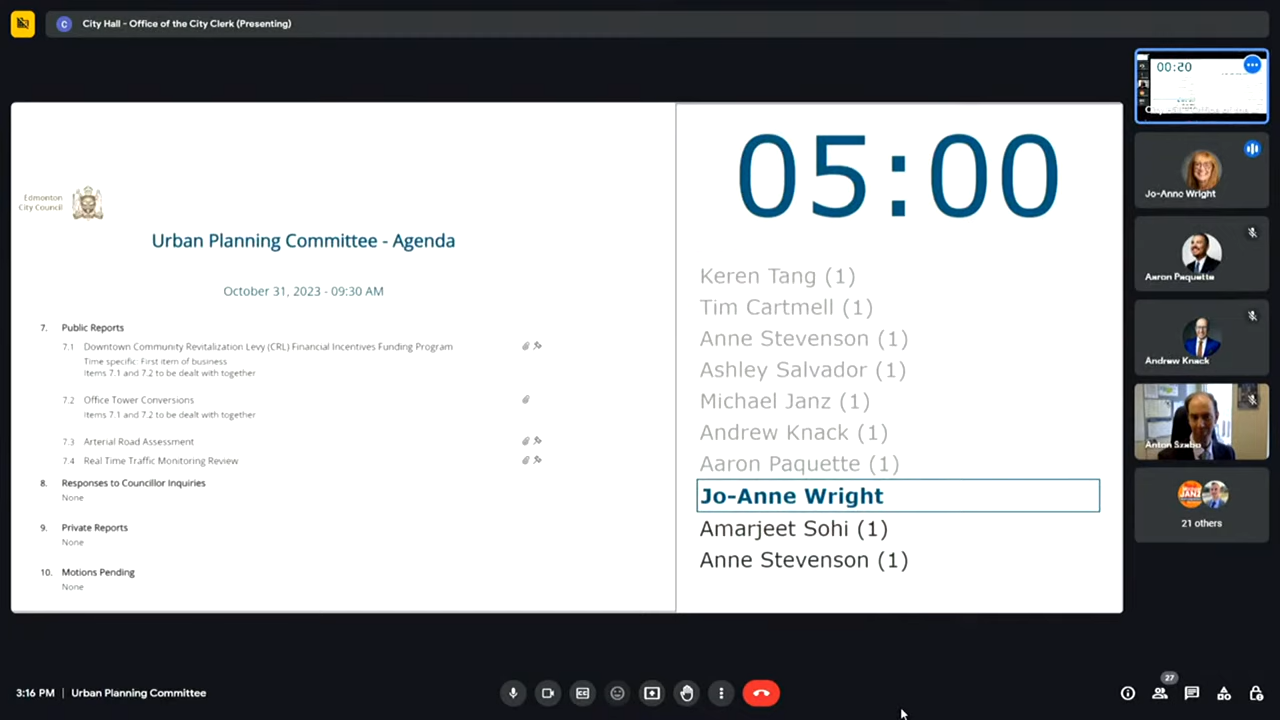 C
City Hall - Office of the City Clerk (Presenting)
Edmonton
City Council
Urban Planning Committee - Agenda
October 31, 2023 - 09:30 AM
7. Public Reports
7.1 Downtown Community Revitalization Levy (CRL) Financial Incentives Funding Program
Time specific: First item of business
Items 7.1 and 7.2 to be dealt with together
7.2 Office Tower Conversions
Items 7.1 and 7.2 to be dealt with together
7.3 Arterial Road Assessment
7.4 Real Time Traffic Monitoring Review
8. Responses to Councillor Inquiries
None
9. Private Reports
None
10. Motions Pending
None
05:00
Keren Tang (1)
Tim Cartmell (1)
Anne Stevenson (1)
Ashley Salvador (1)
Michael Janz (1)
Andrew Knack (1)
Aaron Paquette (1)
Jo-Anne Wright
Amarjeet Sohi (1)
Anne Stevenson (1)
00:20
Jo-Anne Wright
Aaron Paquette
Andrew Knack
Anton Szabo
JANZ
21 others
3:16 PM | Urban Planning Committee
CC
27